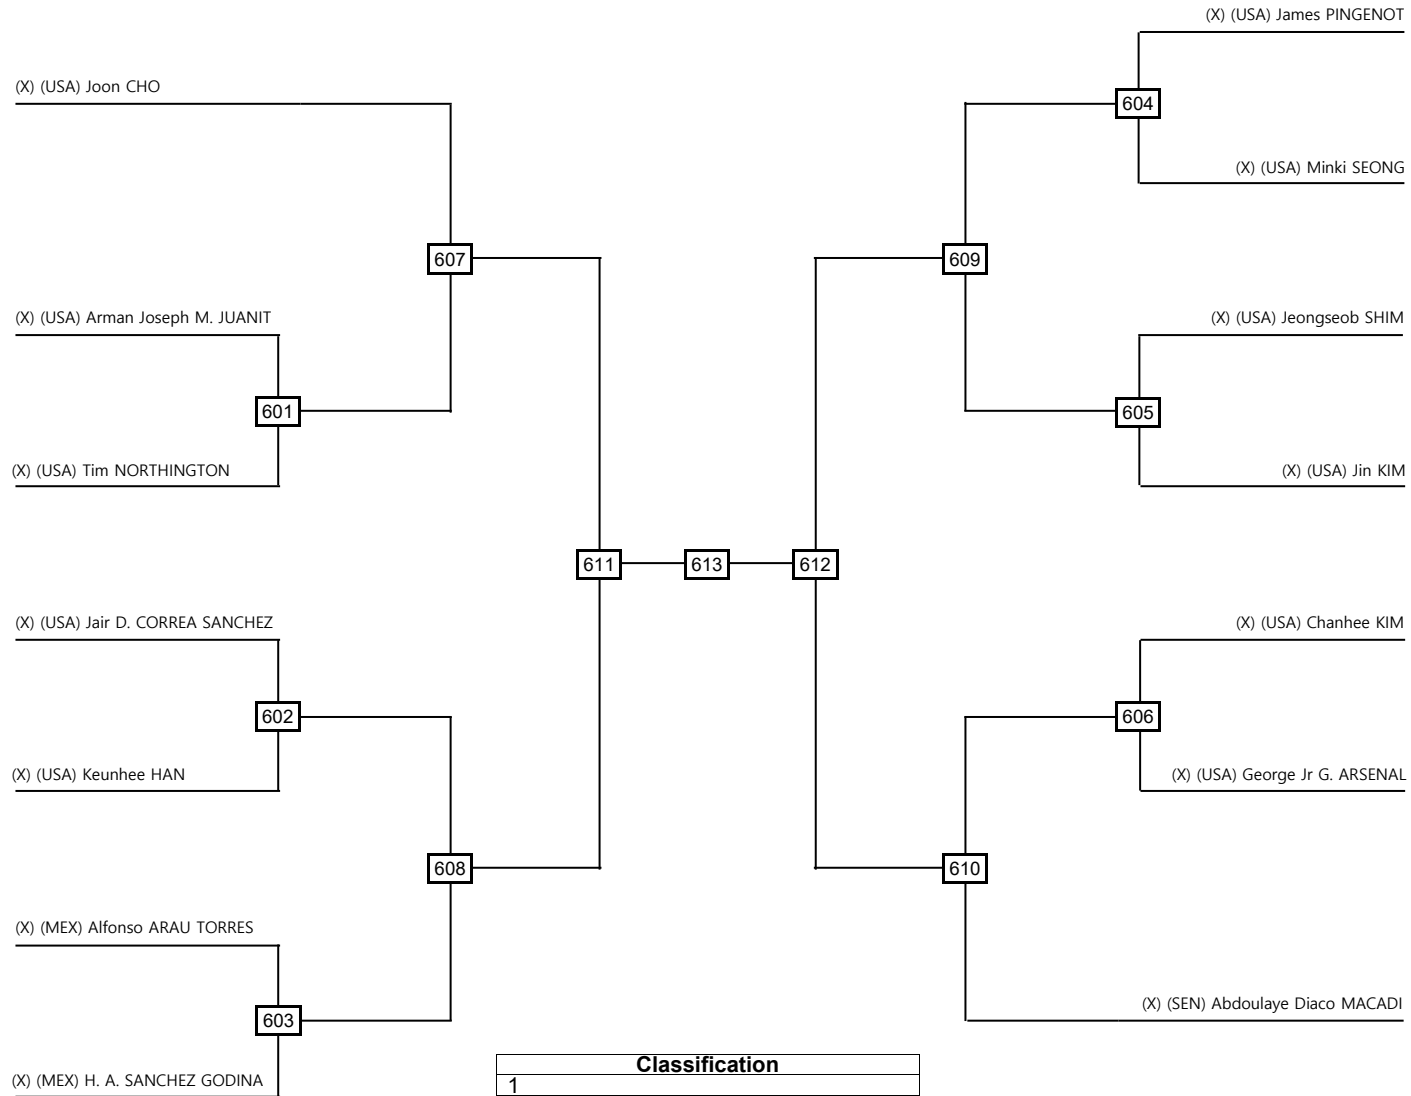 (X) (USA) James PINGENOT
(X) (USA) Joon CHO
604
(X) (USA) Minki SEONG
607
609
(X) (USA) Arman Joseph M. JUANIT
(X) (USA) Jeongseob SHIM
601
605
(X) (USA) Tim NORTHINGTON
(X) (USA) Jin KIM
611
613
612
(X) (USA) Jair D. CORREA SANCHEZ
(X) (USA) Chanhee KIM
602
606
(X) (USA) Keunhee HAN
(X) (USA) George Jr G. ARSENAL
608
610
(X) (MEX) Alfonso ARAU TORRES
(X) (SEN) Abdoulaye Diaco MACADI
603
Classification
(X) (MEX) H. A. SANCHEZ GODINA
1